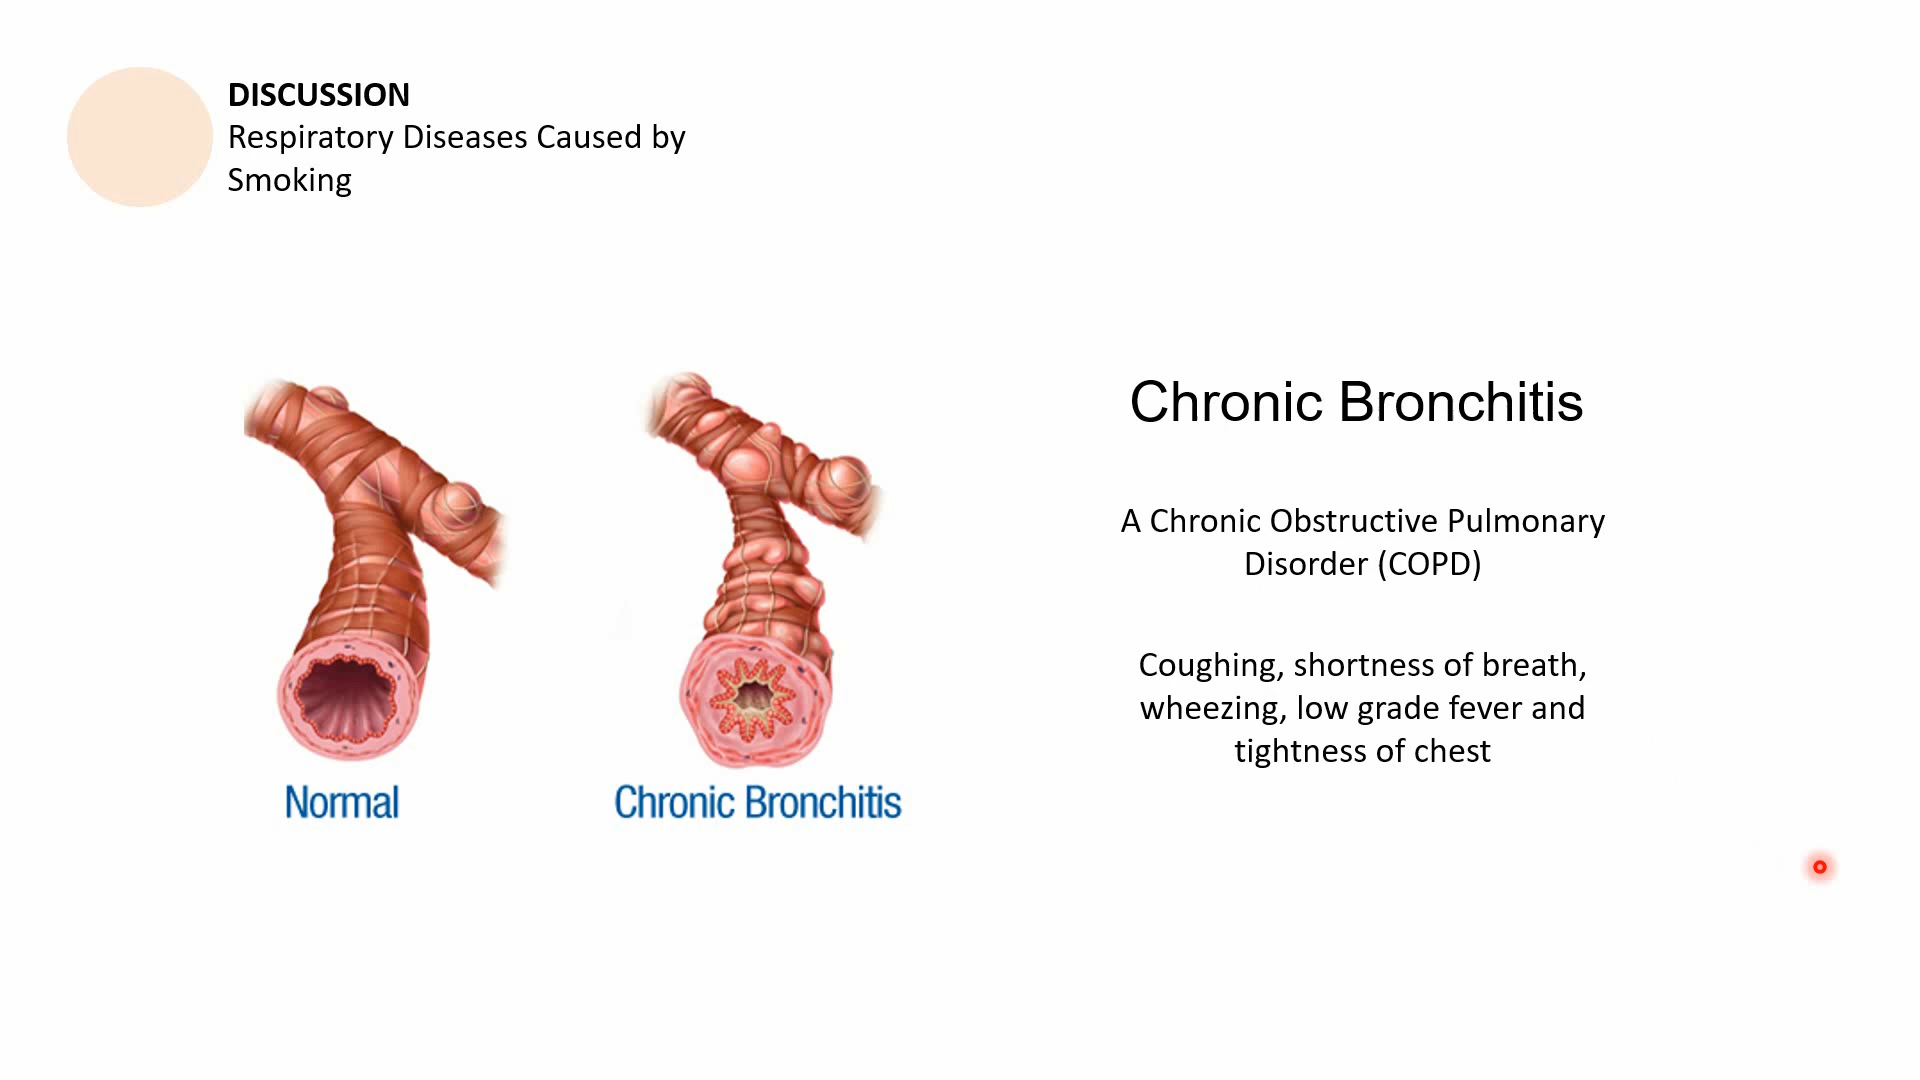 DISCUSSION
Respiratory Diseases Caused by
Smoking
Chronic Bronchitis
A Chronic Obstructive Pulmonary
Disorder (COPD)
Coughing, shortness of breath,
wheezing, low grade fever and
tightness of chest
Normal
Chronic Bronchitis